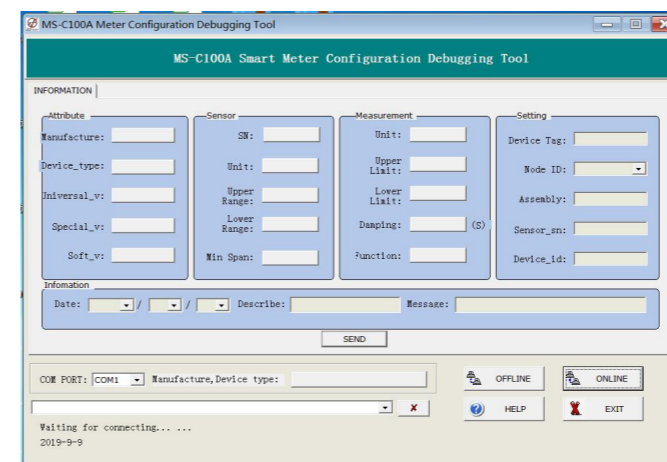 MS-C100A Meter Configuration Debugging Tool
MS-C100A Smart Meter Configuration Debugging Tool
INFORMATION
Attribute
Manufacture:
Device_type:
Universal_v:
Special_v:
Soft_v:
Sensor
SN:
Unit:
Upper
Range:
Lower
Range:
Min Span:
Measurement
Unit:
Upper
Limit:
Lower
Limit:
Damping: (S)
Function:
Setting
Device Tag:
Node ID:
Assembly:
Sensor_sn:
Device_id:
Infomation
Date: / / Describe: Message:
SEND
COM PORT: COM1 Manufacture,Device type:
OFFLINE ONLINE
X
HELP EXIT
Waiting for connecting... ...
2019-9-9